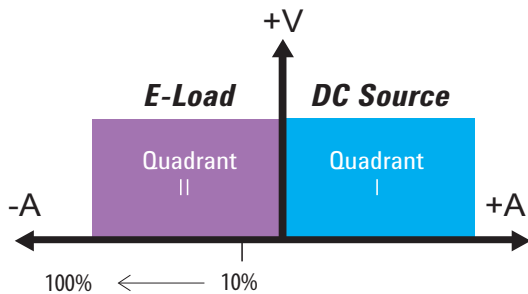 +V
E-Load
DC Source
Quadrant
II
Quadrant
I
-A
+A
100%
10%